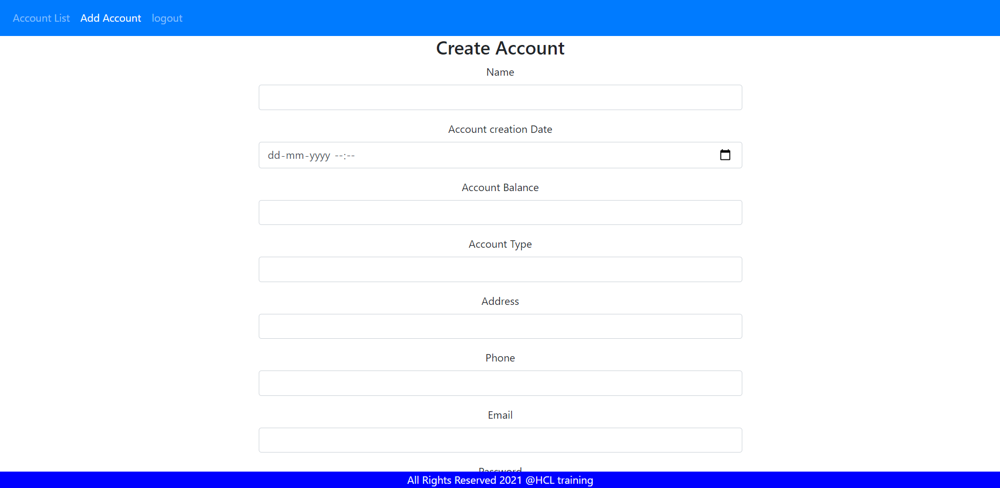 Account List Add Account logout
Create Account
Name
Account creation Date
dd-mm-yyyy --:--
Account Balance
Account Type
Address
Phone
Email
Password
All Rights Reserved 2021 @HCL training